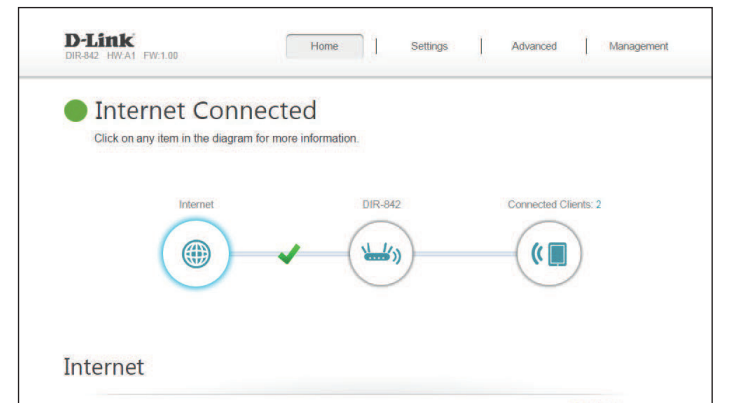 D-Link
DIR-842 HW:A1 FW:1.00
Home | Settings | Advanced | Management
Internet Connected
Click on any item in the diagram for more information.
Internet DIR-842 Connected Clients: 2
Internet